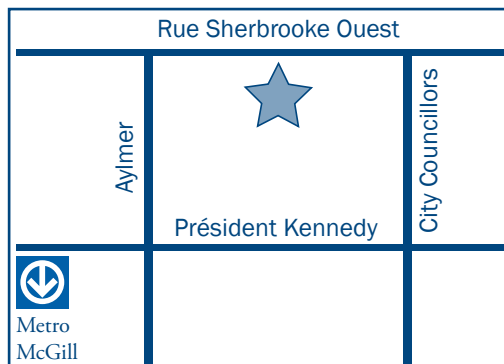 Rue Sherbrooke Ouest
Aylmer
City Councillors
Président Kennedy
Metro
McGill